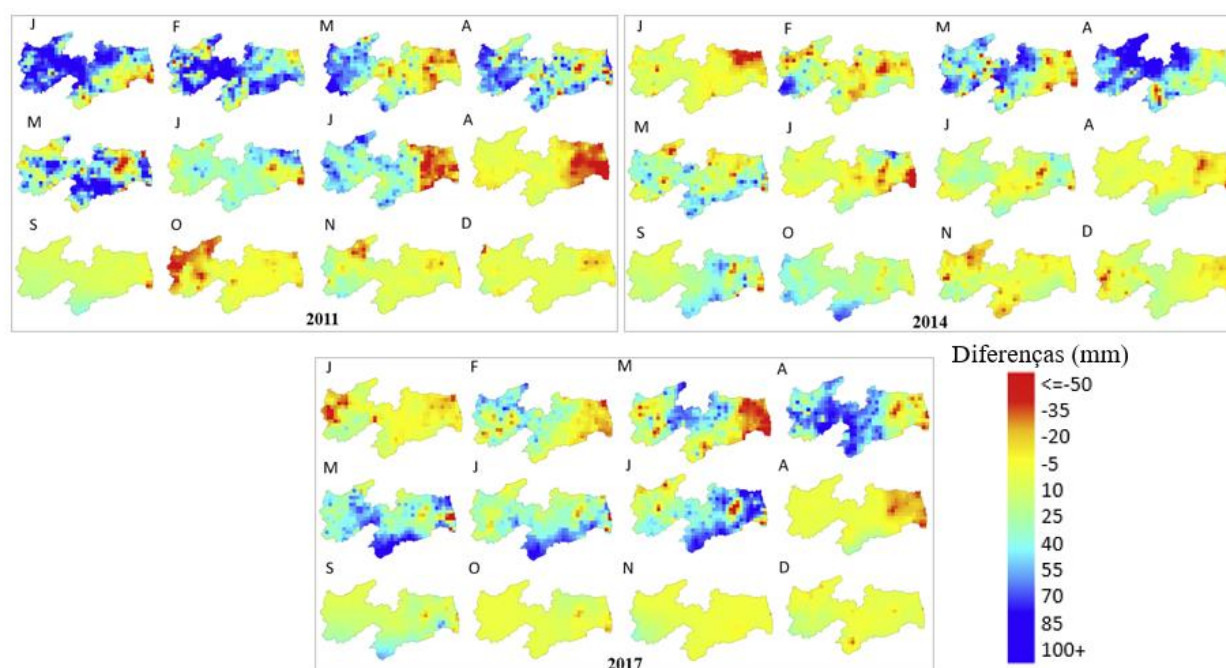 J F M A
M J J A
S O N D
2011
J F M A
M J J A
S O N D
2014
J F M A
M J J A
S O N D
2017
Diferenças (mm)
<=-50
-35
-20
-5
10
25
40
55
70
85
100+